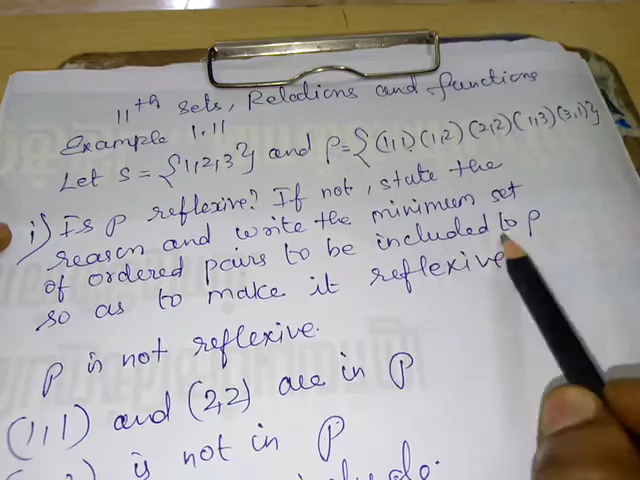 11th sets, Relations and functions
Example 1.11
Let S = {1,2,3} and ρ = {(1,1) (1,2) (2,2) (1,3) (3,1)}
i) Is ρ reflexive? If not, state the
reason and write the minimum set
of ordered pairs to be included to ρ
so as to make it reflexive
ρ is not reflexive.
(1,1) and (2,2) are in ρ
is not in ρ